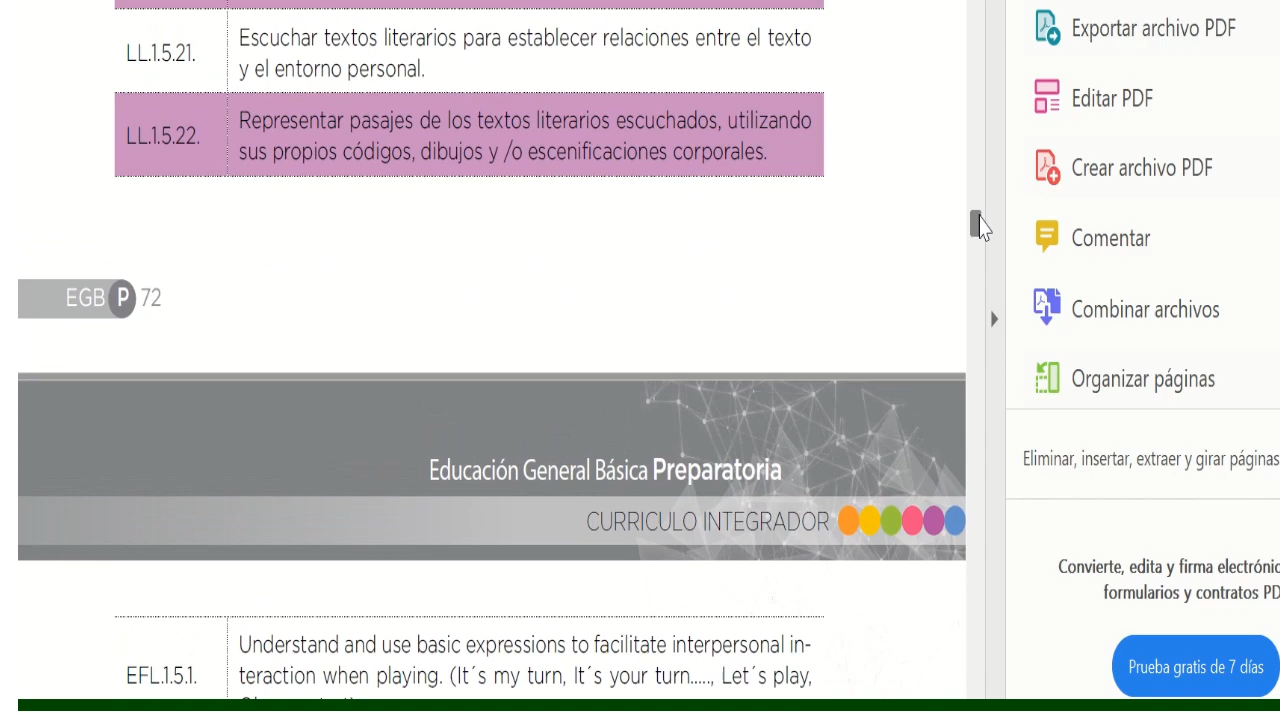 LL.1.5.21.
Escuchar textos literarios para establecer relaciones entre el texto
y el entorno personal.
LL.1.5.22.
Representar pasajes de los textos literarios escuchados, utilizando
sus propios códigos, dibujos y /o escenificaciones corporales.
EGB P 72
Educación General Básica Preparatoria
CURRICULO INTEGRADOR
EFL.1.5.1.
Understand and use basic expressions to facilitate interpersonal in-
teraction when playing. (It´s my turn, It´s your turn....., Let´s play,
Exportar archivo PDF
Editar PDF
Crear archivo PDF
Comentar
Combinar archivos
Organizar páginas
Eliminar, insertar, extraer y girar páginas
Convierte, edita y firma electrónic
formularios y contratos PD
Prueba gratis de 7 días